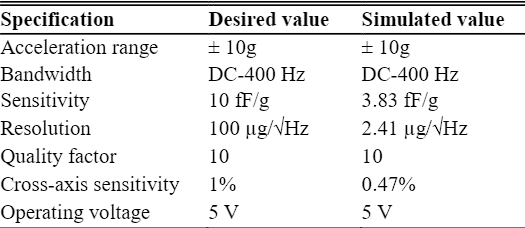 Specification Desired value Simulated value
Acceleration range ± 10g ± 10g
Bandwidth DC-400 Hz DC-400 Hz
Sensitivity 10 fF/g 3.83 fF/g
Resolution 100 µg/√Hz 2.41 µg/√Hz
Quality factor 10 10
Cross-axis sensitivity 1% 0.47%
Operating voltage 5 V 5 V